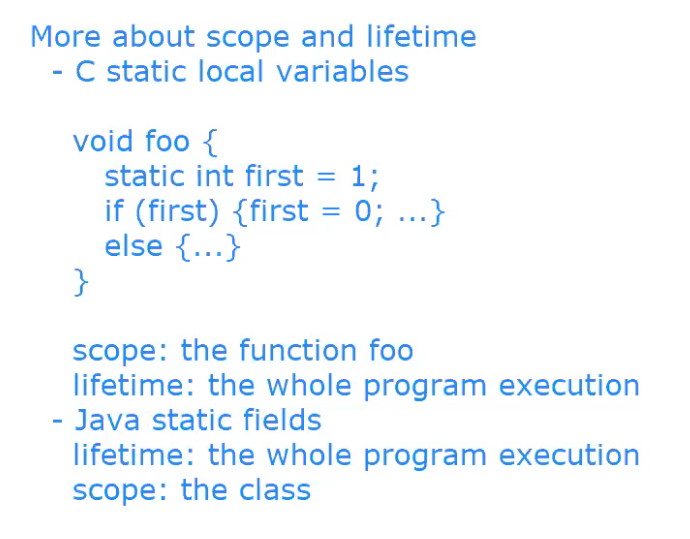 More about scope and lifetime
- C static local variables
void foo {
static int first = 1;
if (first) {first = 0; ...}
else {...}
}
scope: the function foo
lifetime: the whole program execution
- Java static fields
lifetime: the whole program execution
scope: the class